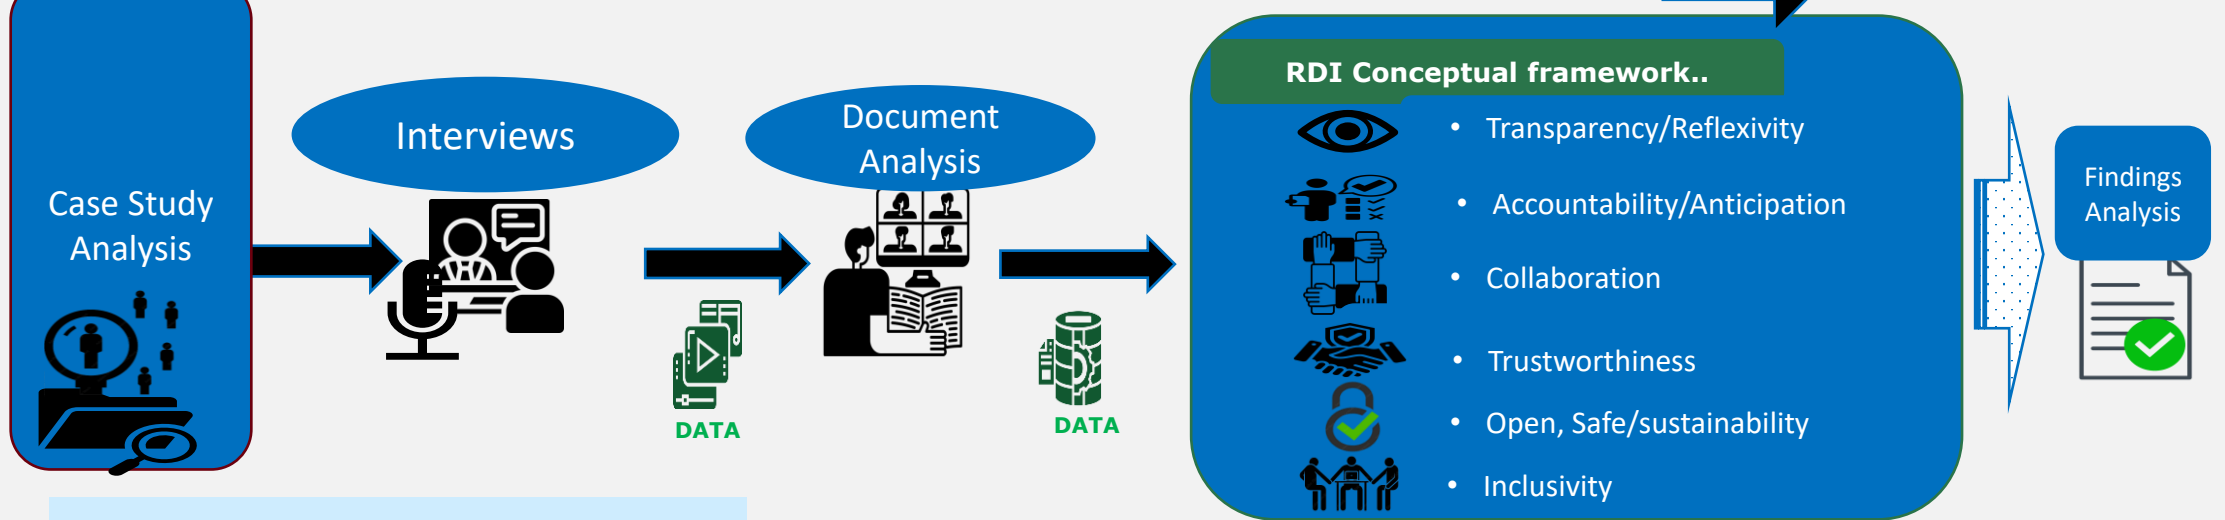 Case Study
Analysis
Interviews
DATA
Document
Analysis
DATA
RDI Conceptual framework..
• Transparency/Reflexivity
• Accountability/Anticipation
• Collaboration
• Trustworthiness
• Open, Safe/sustainability
• Inclusivity
Findings
Analysis